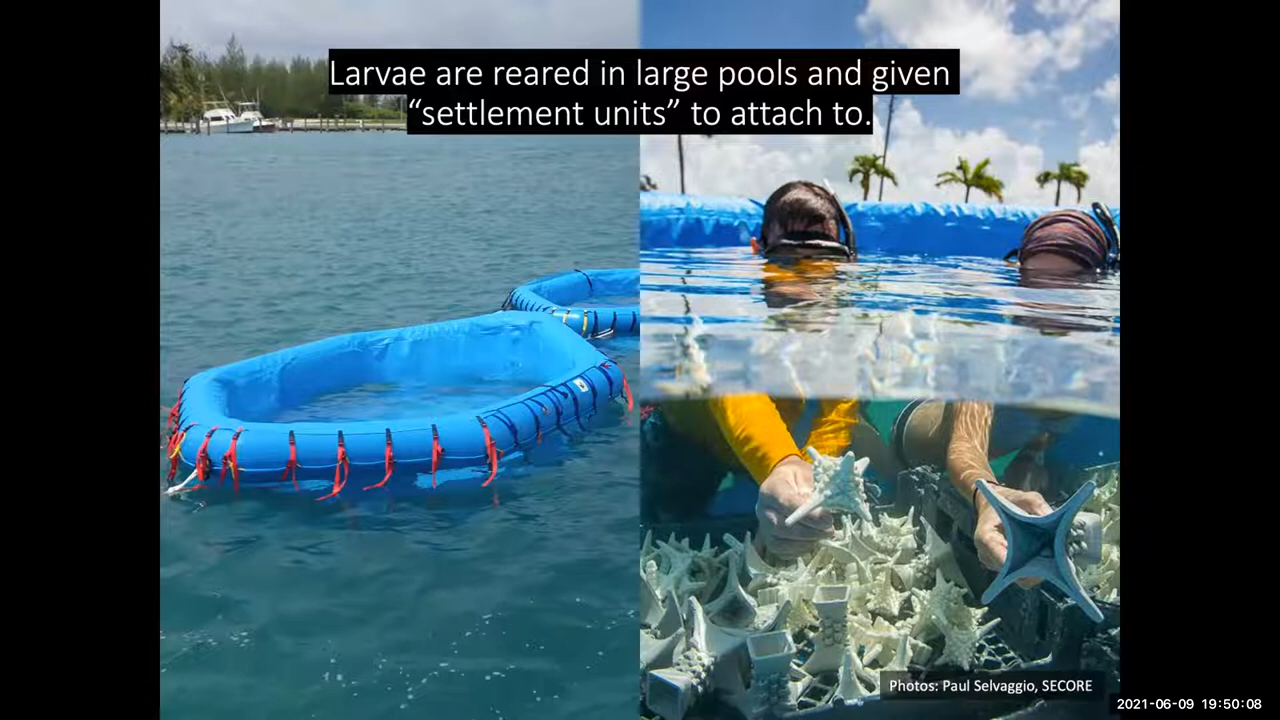 Larvae are reared in large pools and given
“settlement units” to attach to.
Photos: Paul Selvaggio, SECORE
2021-06-09 19:50:08